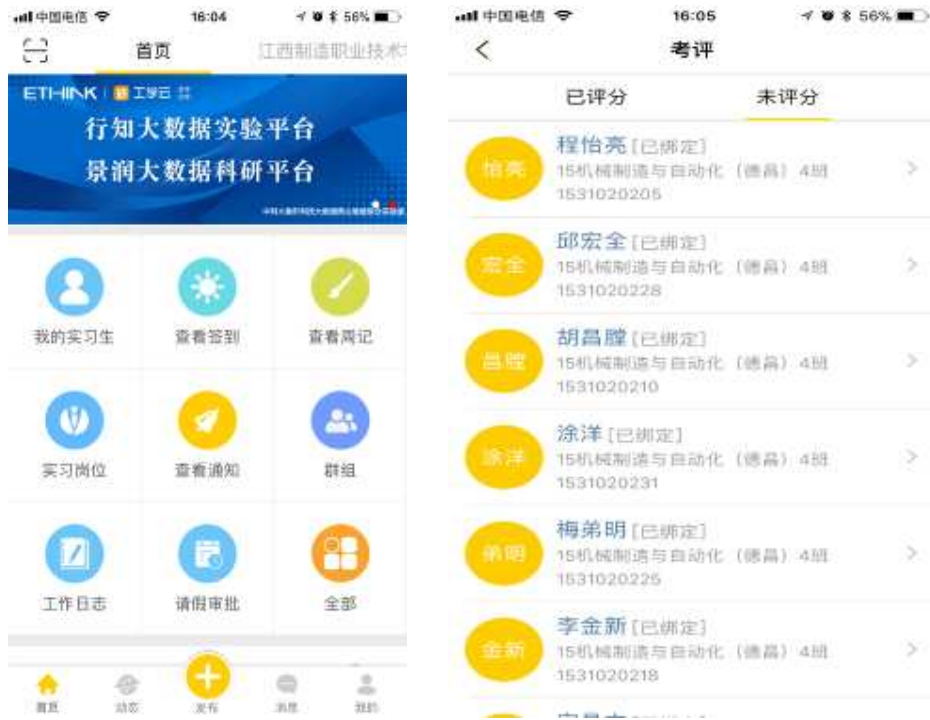 中国电信
16:04
56%
首页
江西制造职业技术
ETHINK
工学云
行知大数据实验平台
景润大数据科研平台
我的实习生
查看签到
查看周记
实习岗位
查看通知
群组
工作日志
请假审批
全部
首页
动态
发布
消息
我的
中国电信
16:05
56%
考评
已评分
未评分
怡亮
程怡亮 [已绑定]
15机械制造与自动化（德昌）4班
1531020205
宏全
邱宏全 [已绑定]
15机械制造与自动化（德昌）4班
1531020228
昌膛
胡昌膛 [已绑定]
15机械制造与自动化（德昌）4班
1531020210
涂洋
涂洋 [已绑定]
15机械制造与自动化（德昌）4班
1531020231
弟明
梅弟明 [已绑定]
15机械制造与自动化（德昌）4班
1531020225
金新
李金新 [已绑定]
15机械制造与自动化（德昌）4班
1531020218